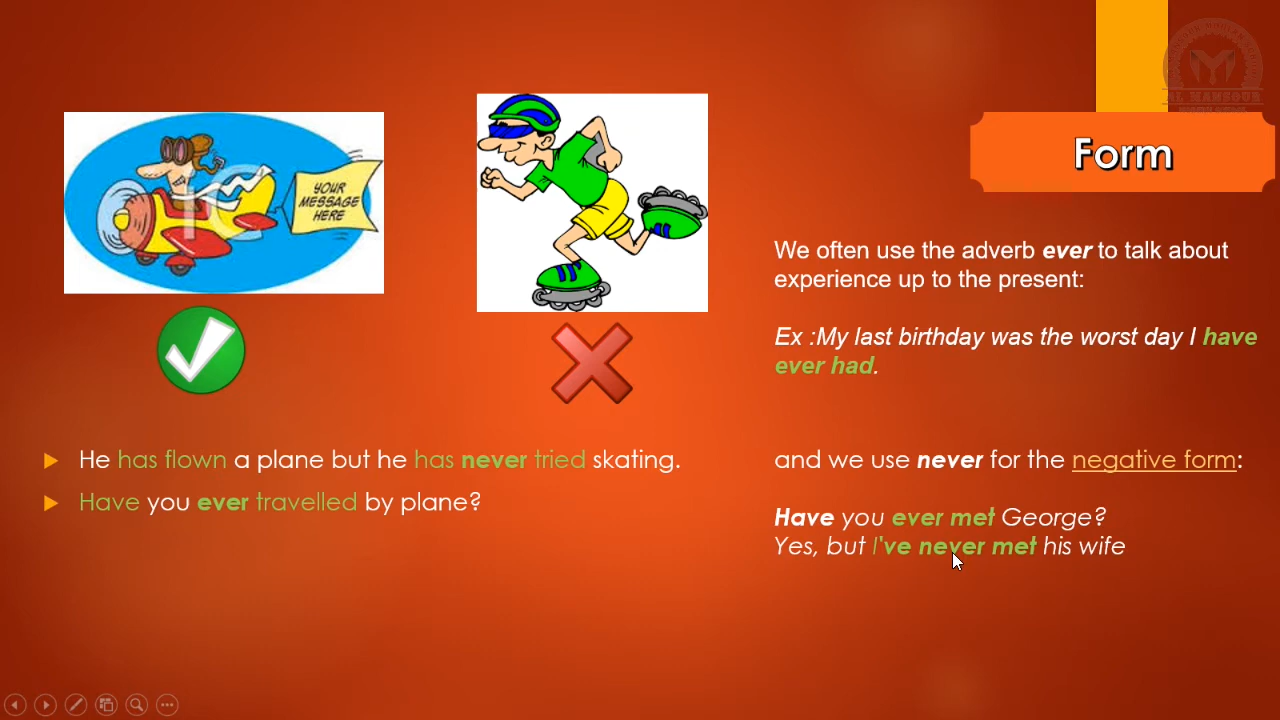 YOUR
MESSAGE
HERE
AL MANSOUR
Form
We often use the adverb ever to talk about
experience up to the present:
Ex :My last birthday was the worst day I have
ever had.
He has flown a plane but he has never tried skating.
Have you ever travelled by plane?
and we use never for the negative form:
Have you ever met George?
Yes, but I've never met his wife